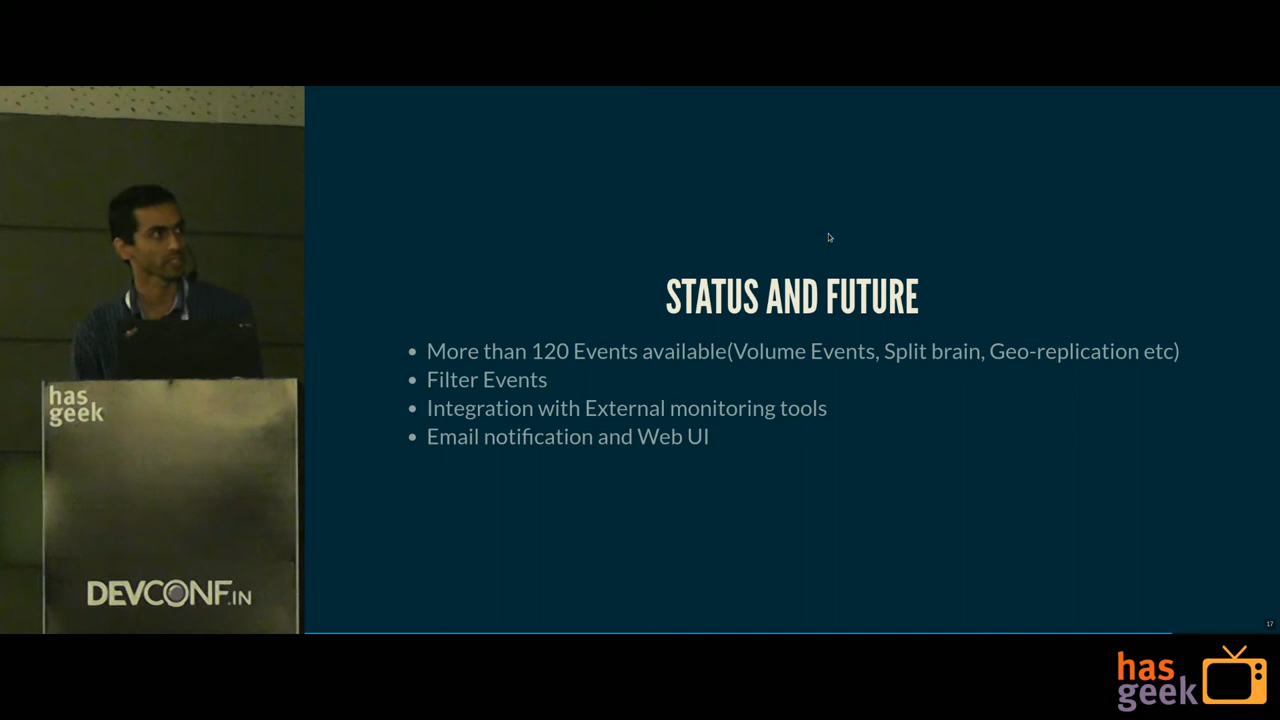 STATUS AND FUTURE
More than 120 Events available(Volume Events, Split brain, Geo-replication etc)
Filter Events
Integration with External monitoring tools
Email notification and Web UI
has
geek
DEVCONF.IN
17
has
geek